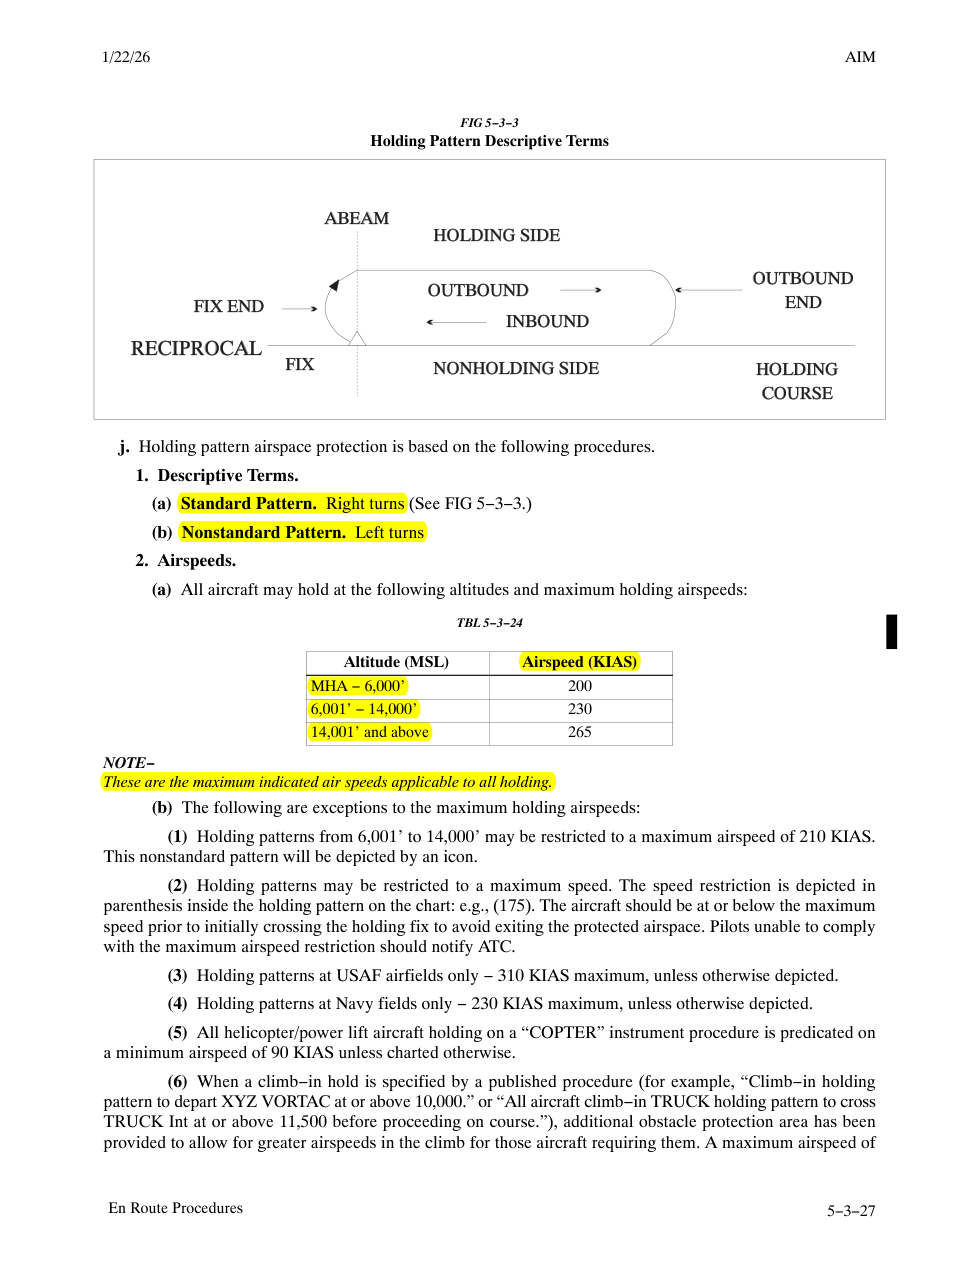 1/22/26 AIM
FIG 5−3−3
Holding Pattern Descriptive Terms
ABEAM
HOLDING SIDE
OUTBOUND
OUTBOUND
END
FIX END
INBOUND
RECIPROCAL
FIX
NONHOLDING SIDE
HOLDING
COURSE
j. Holding pattern airspace protection is based on the following procedures.
1. Descriptive Terms.
(a) Standard Pattern. Right turns (See FIG 5−3−3.)
(b) Nonstandard Pattern. Left turns
2. Airspeeds.
(a) All aircraft may hold at the following altitudes and maximum holding airspeeds:
TBL 5−3−24
Altitude (MSL) Airspeed (KIAS)
MHA − 6,000’ 200
6,001’ − 14,000’ 230
14,001’ and above 265
NOTE−
These are the maximum indicated air speeds applicable to all holding.
(b) The following are exceptions to the maximum holding airspeeds:
(1) Holding patterns from 6,001’ to 14,000’ may be restricted to a maximum airspeed of 210 KIAS.
This nonstandard pattern will be depicted by an icon.
(2) Holding patterns may be restricted to a maximum speed. The speed restriction is depicted in
parenthesis inside the holding pattern on the chart: e.g., (175). The aircraft should be at or below the maximum
speed prior to initially crossing the holding fix to avoid exiting the protected airspace. Pilots unable to comply
with the maximum airspeed restriction should notify ATC.
(3) Holding patterns at USAF airfields only − 310 KIAS maximum, unless otherwise depicted.
(4) Holding patterns at Navy fields only − 230 KIAS maximum, unless otherwise depicted.
(5) All helicopter/power lift aircraft holding on a “COPTER” instrument procedure is predicated on
a minimum airspeed of 90 KIAS unless charted otherwise.
(6) When a climb−in hold is specified by a published procedure (for example, “Climb−in holding
pattern to depart XYZ VORTAC at or above 10,000.” or “All aircraft climb−in TRUCK holding pattern to cross
TRUCK Int at or above 11,500 before proceeding on course.”), additional obstacle protection area has been
provided to allow for greater airspeeds in the climb for those aircraft requiring them. A maximum airspeed of
En Route Procedures 5−3−27